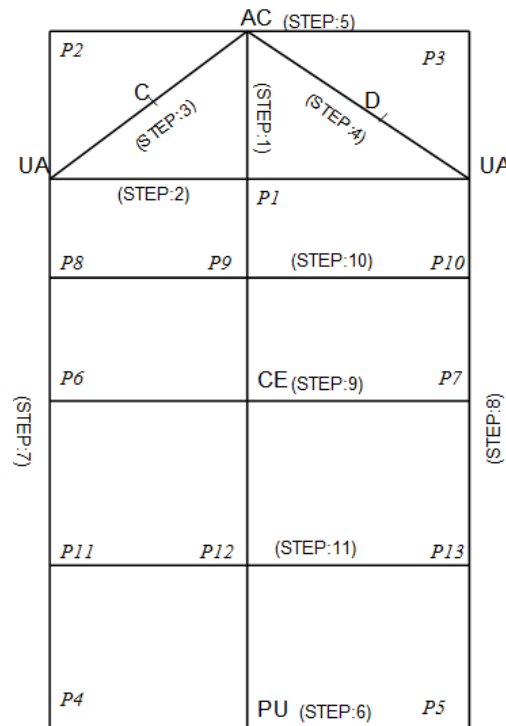 AC (STEP:5)
P2
P3
C
D
(STEP:3)
(STEP:1)
(STEP:4)
UA
UA
(STEP:2)
P1
P8
P9
(STEP:10)
P10
P6
CE (STEP:9)
P7
(STEP:7)
(STEP:8)
P11
P12
(STEP:11)
P13
P4
PU (STEP:6)
P5